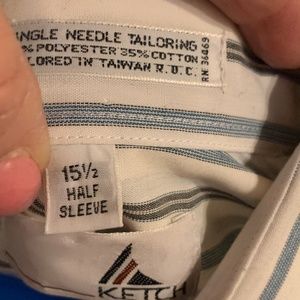 NGLE NEEDLE TAILORING
% POLYESTER 35% COTTON
LORED IN TAIWAN R.O.C.
RN 36469
15½
HALF
SLEEVE
KETCH